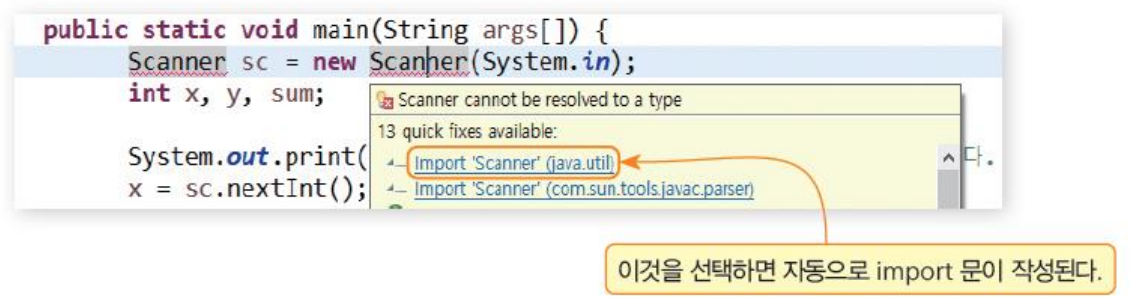 public static void main(String args[]) {
Scanner sc = new Scanner(System.in);
int x, y, sum;
Scanner cannot be resolved to a type
13 quick fixes available:
System.out.print(
Import 'Scanner' (java.util)
다.
x = sc.nextInt();
Import 'Scanner' (com.sun.tools.javac.parser)
이것을 선택하면 자동으로 import 문이 작성된다.